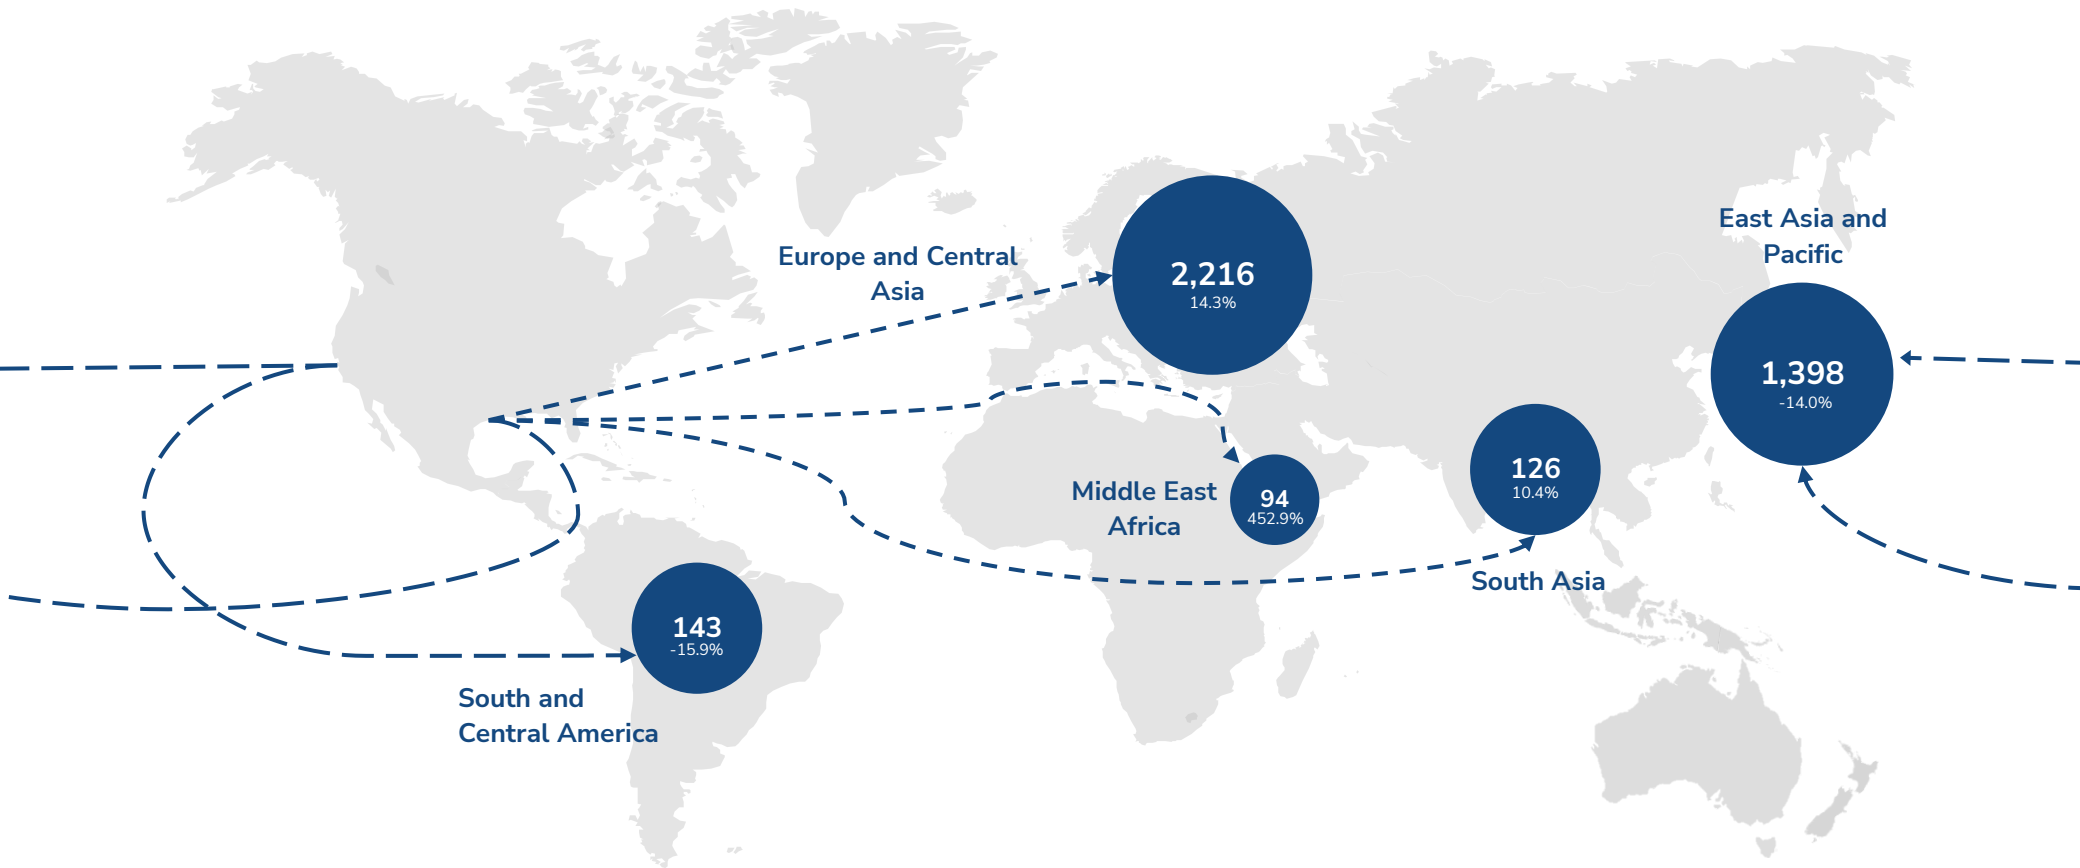 Europe and Central
Asia
2,216
14.3%
East Asia and
Pacific
1,398
-14.0%
Middle East
Africa
94
452.9%
126
10.4%
South Asia
143
-15.9%
South and
Central America